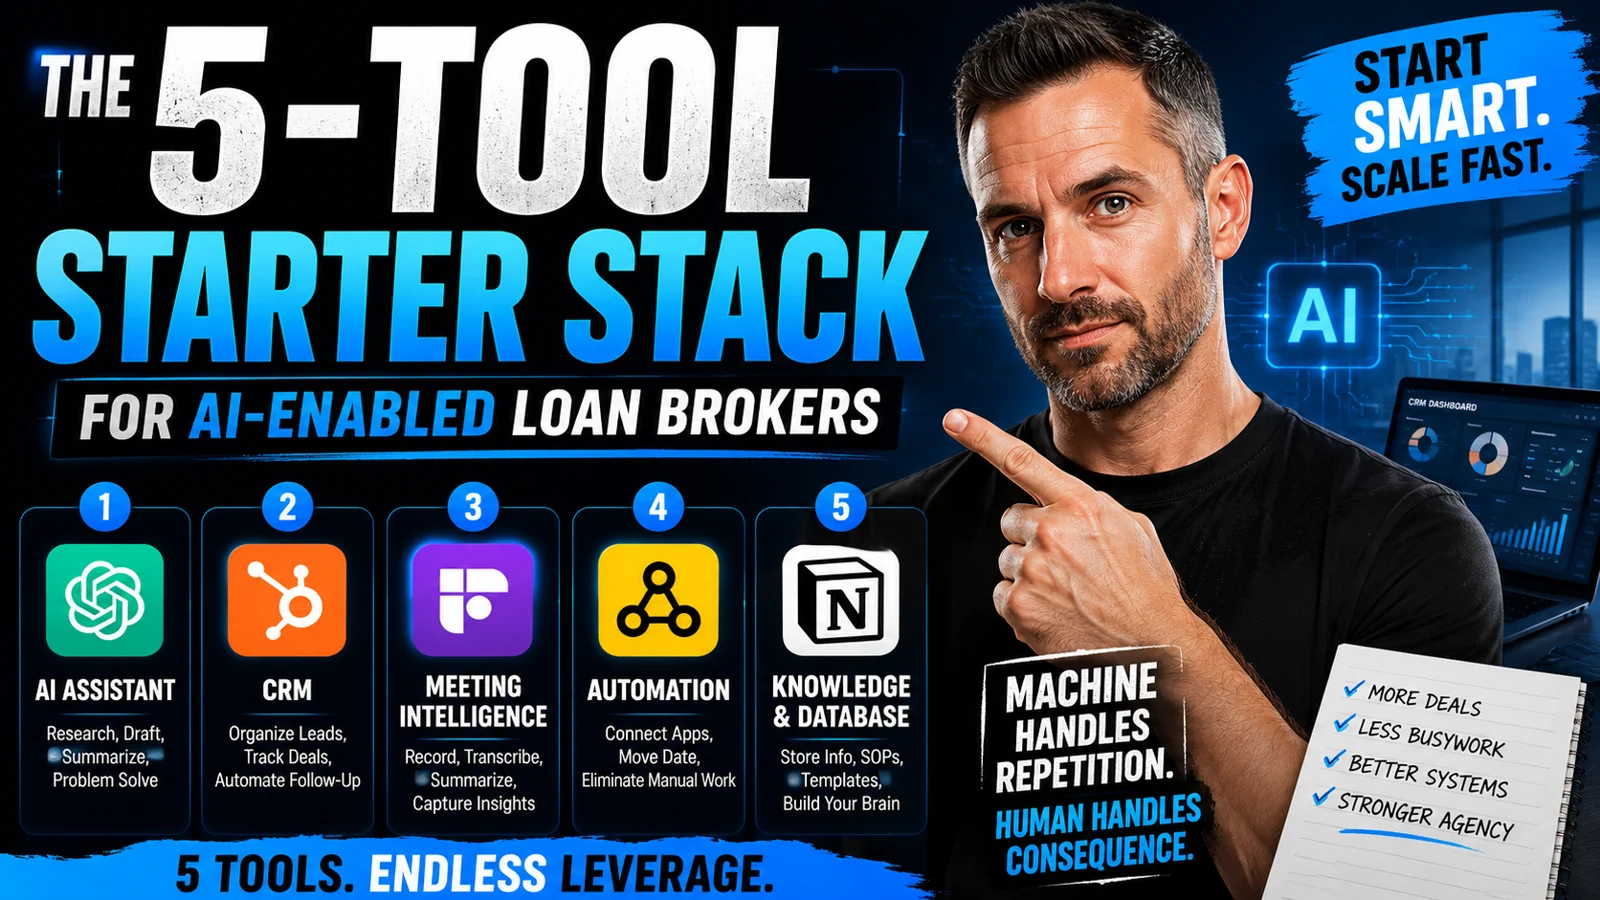 THE 5-TOOL
STARTER STACK
FOR AI-ENABLED LOAN BROKERS
START
SMART.
SCALE FAST.
AI
CRM DASHBOARD
1
AI ASSISTANT
Research, Draft,
Summarize,
Problem Solve
2
CRM
Organize Leads,
Track Deals,
Automate Follow-Up
3
MEETING
INTELLIGENCE
Record, Transcribe,
Summarize,
Capture Insights
4
AUTOMATION
Connect Apps,
Move Date,
Eliminate Manual Work
5
N
KNOWLEDGE
& DATABASE
Store Info, SOPs,
Templates,
Build Your Brain
MACHINE
HANDLES
REPETITION.
HUMAN HANDLES
CONSEQUENCE.
MORE DEALS
LESS BUSYWORK
BETTER SYSTEMS
STRONGER AGENCY
5 TOOLS. ENDLESS LEVERAGE.